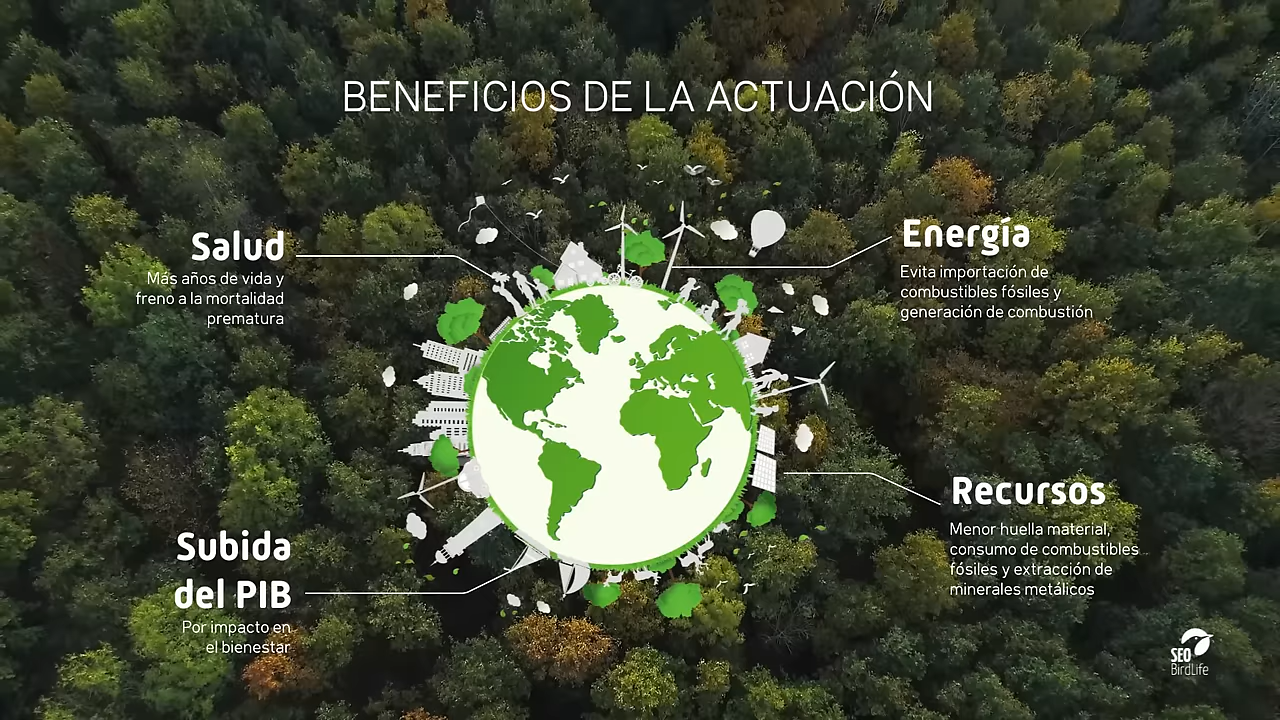 BENEFICIOS DE LA ACTUACIÓN
Salud
Más años de vida y
freno a la mortalidad
prematura
Energía
Evita importación de
combustibles fósiles y
generación de combustión
Subida
del PIB
Por impacto en
el bienestar
Recursos
Menor huella material,
consumo de combustibles
fósiles y extracción de
minerales metálicos
SEO
BirdLife